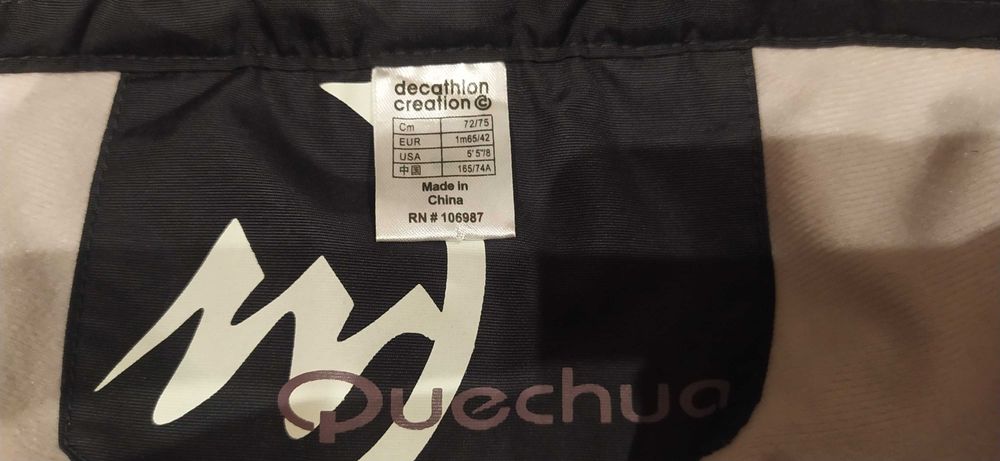 decathlon
creation ©
Cm 72/75
EUR 1m65/42
USA 5'5"/8
中国 165/74A
Made in
China
RN # 106987
Quechua